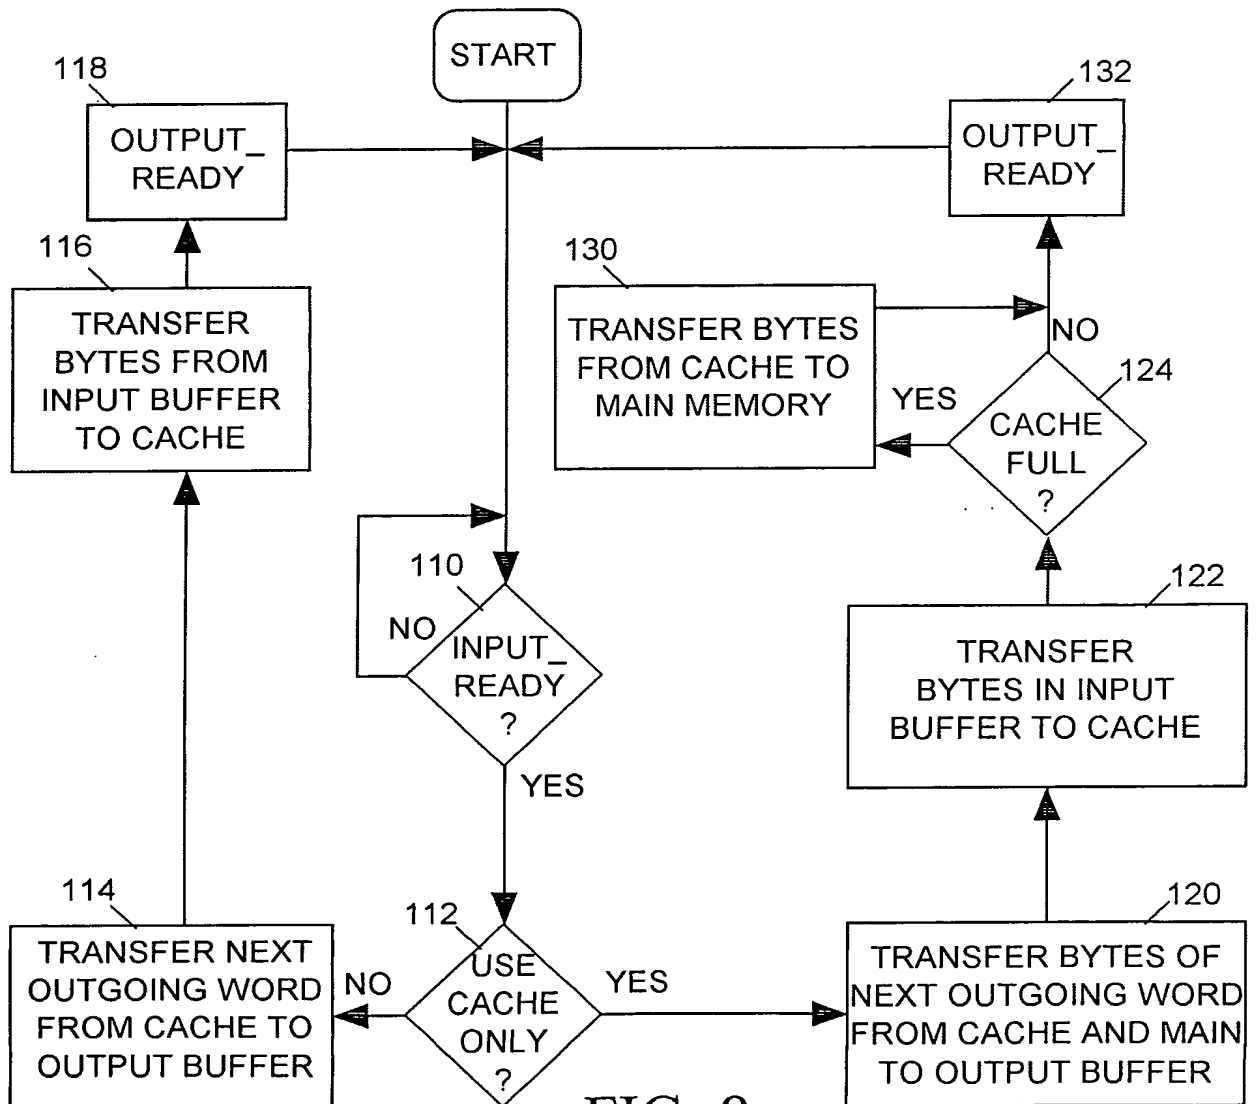 START
118
OUTPUT_
READY
132
OUTPUT_
READY
116
TRANSFER
BYTES FROM
INPUT BUFFER
TO CACHE
130
TRANSFER BYTES
FROM CACHE TO
MAIN MEMORY
NO
YES
124
CACHE
FULL
?
110
NO
INPUT_
READY
?
YES
122
TRANSFER
BYTES IN INPUT
BUFFER TO CACHE
114
TRANSFER NEXT
OUTGOING WORD
FROM CACHE TO
OUTPUT BUFFER
NO
112
USE
CACHE
ONLY
?
YES
120
TRANSFER BYTES OF
NEXT OUTGOING WORD
FROM CACHE AND MAIN
TO OUTPUT BUFFER
FIG.